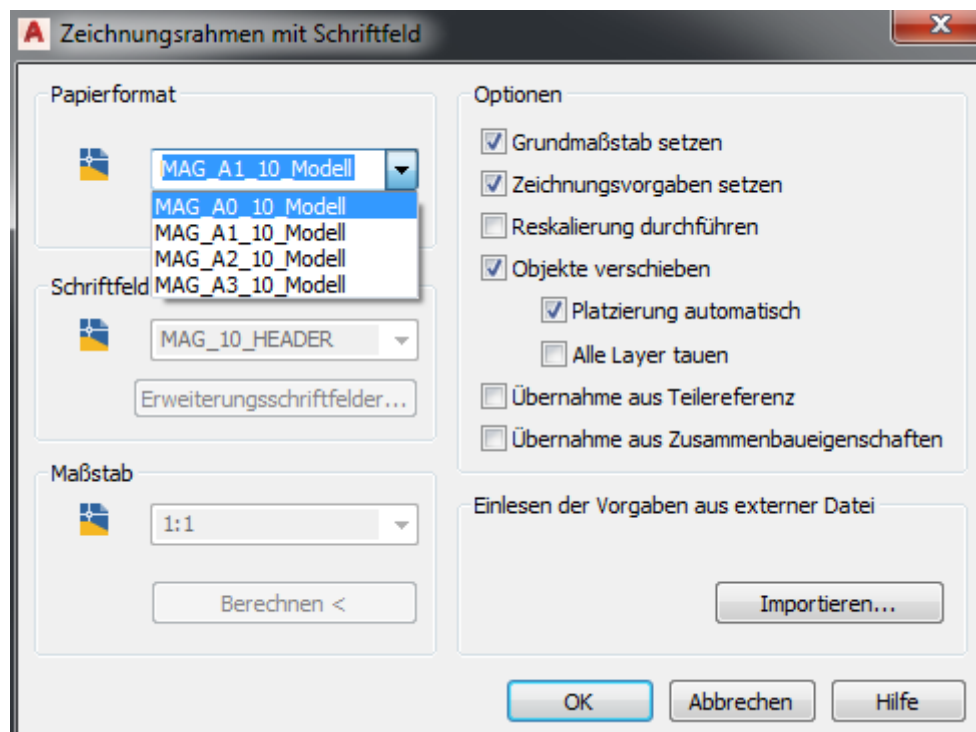 A Zeichnungsrahmen mit Schriftfeld
Papierformat
MAG_A1_10_Modell
MAG_A0_10_Modell
MAG_A1_10_Modell
MAG_A2_10_Modell
MAG_A3_10_Modell
Schriftfeld
MAG_10_HEADER
Erweiterungsschriftfelder...
Maßstab
1:1
Berechnen <
Optionen
Grundmaßstab setzen
Zeichnungsvorgaben setzen
Reskalierung durchführen
Objekte verschieben
Platzierung automatisch
Alle Layer tauen
Übernahme aus Teilereferenz
Übernahme aus Zusammenbaueigenschaften
Einlesen der Vorgaben aus externer Datei
Importieren...
OK Abbrechen Hilfe